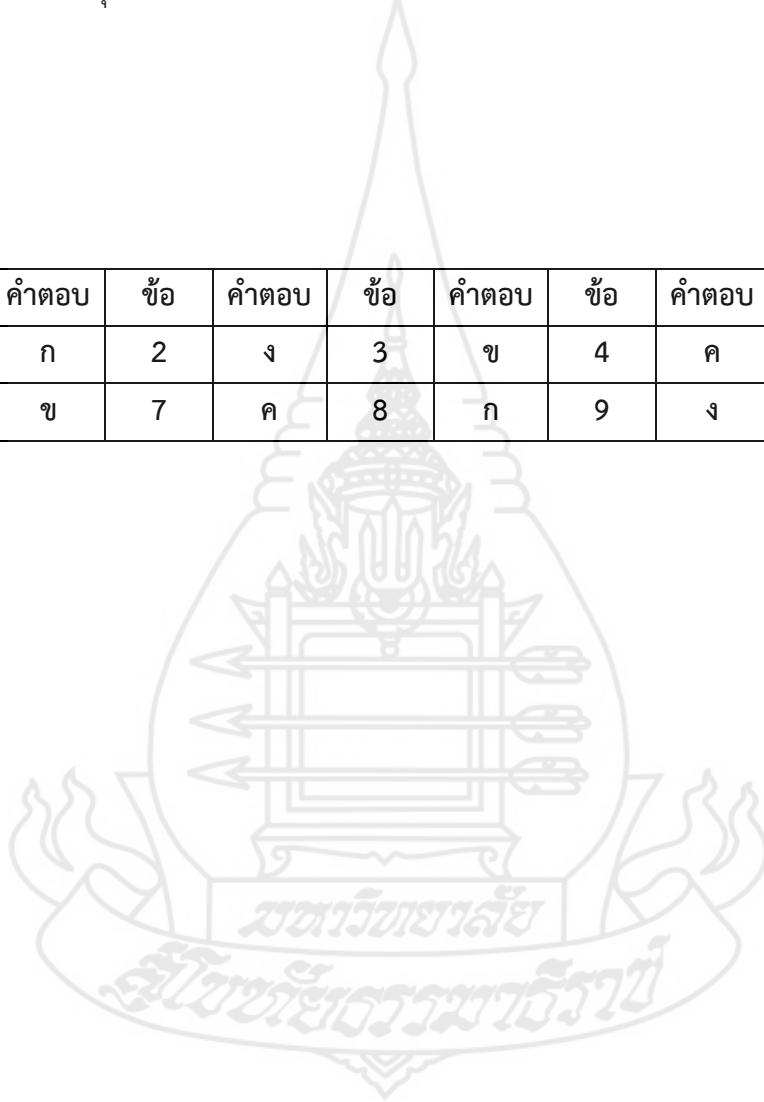 คำตอบ ข้อ คำตอบ ข้อ คำตอบ ข้อ คำตอบ
ก 2 ง 3 ข 4 ค
ข 7 ค 8 ก 9 ง
มหาวิทยาลัย
สุโขทัยธรรมาธิราช